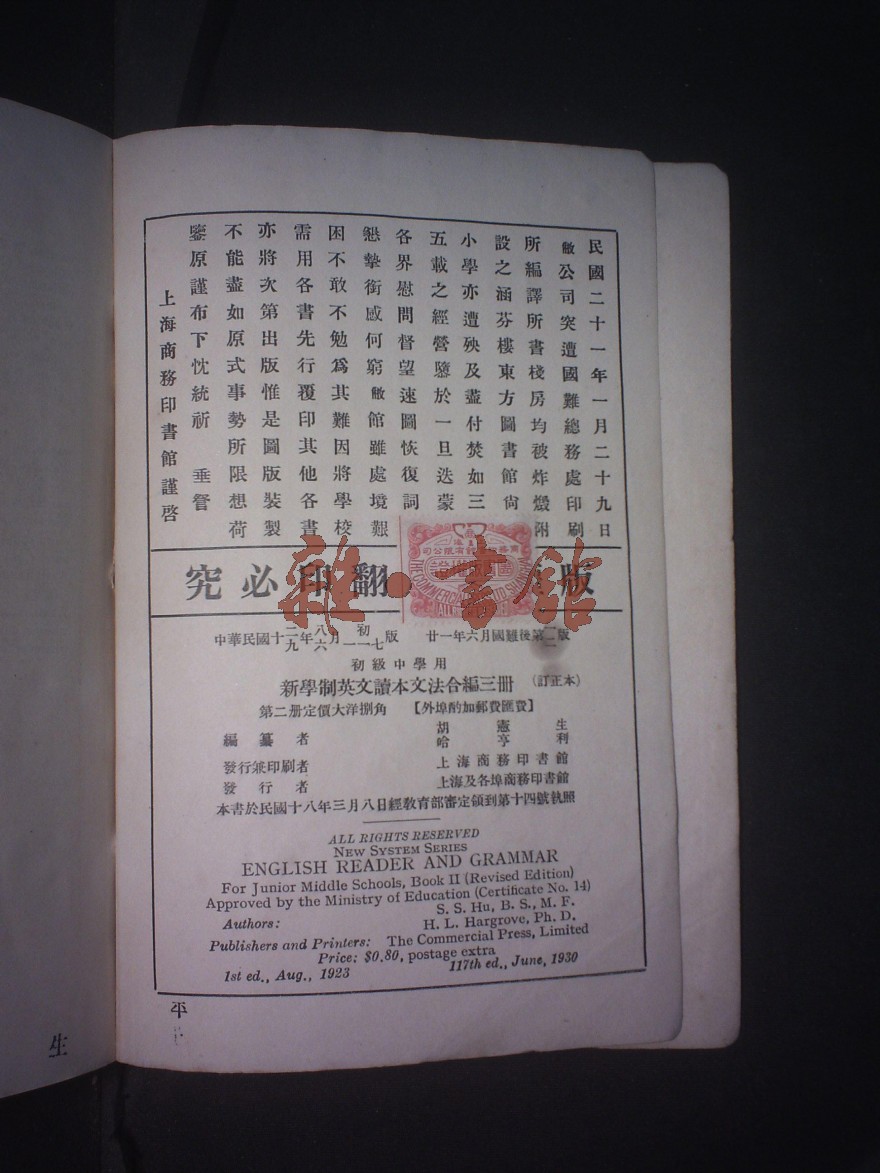 民國二十一年一月二十九日
敝公司突遭國難總務處印刷
所編譯所書棧房均被炸燬附
設之涵芬樓東方圖書館尙
小學亦遭殃及盡付焚如三
五載之經營隳於一旦迭蒙
各界慰問督望速圖恢復詞
懇摯銜感何窮敝館雖處境艱
困不敢不勉爲其難因將學校
需用各書先行覆印其他各書
亦將次第出版惟是圖版裝製
不能盡如原式事勢所限想荷
鑒原謹布下忱統祈 垂詧
上海商務印書館謹啓
版 翻印必究
雜·書館
中華民國十二年八月初版
十九年六月一一七版
廿一年六月國難後第二版
初級中學用
新學制英文讀本文法合編三冊 (訂正本)
第二册定價大洋捌角 【外埠酌加郵費匯費】
編纂者 胡憲生
哈亨利
發行兼印刷者 上海商務印書館
發行者 上海及各埠商務印書館
本書於民國十八年三月八日經敎育部審定領到第十四號執照
ALL RIGHTS RESERVED
NEW SYSTEM SERIES
ENGLISH READER AND GRAMMAR
For Junior Middle Schools, Book II (Revised Edition)
Approved by the Ministry of Education (Certificate No. 14)
S. S. Hu, B. S., M. F.
Authors: H. L. Hargrove, Ph. D.
Publishers and Printers: The Commercial Press, Limited
Price: $0.80, postage extra
1st ed., Aug., 1923 117th ed., June, 1930
平
生